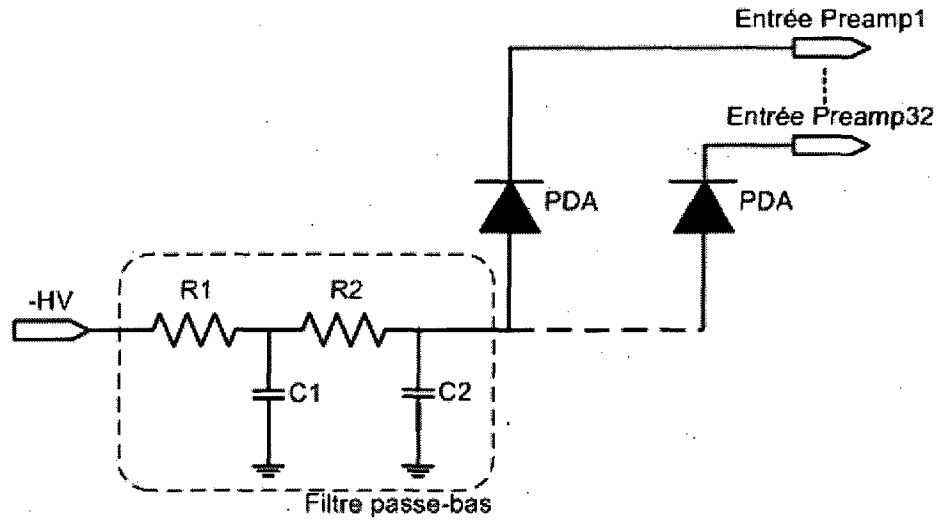 Entrée Preamp1
Entrée Preamp32
PDA
PDA
-HV
R1
R2
C1
C2
Filtre passe-bas